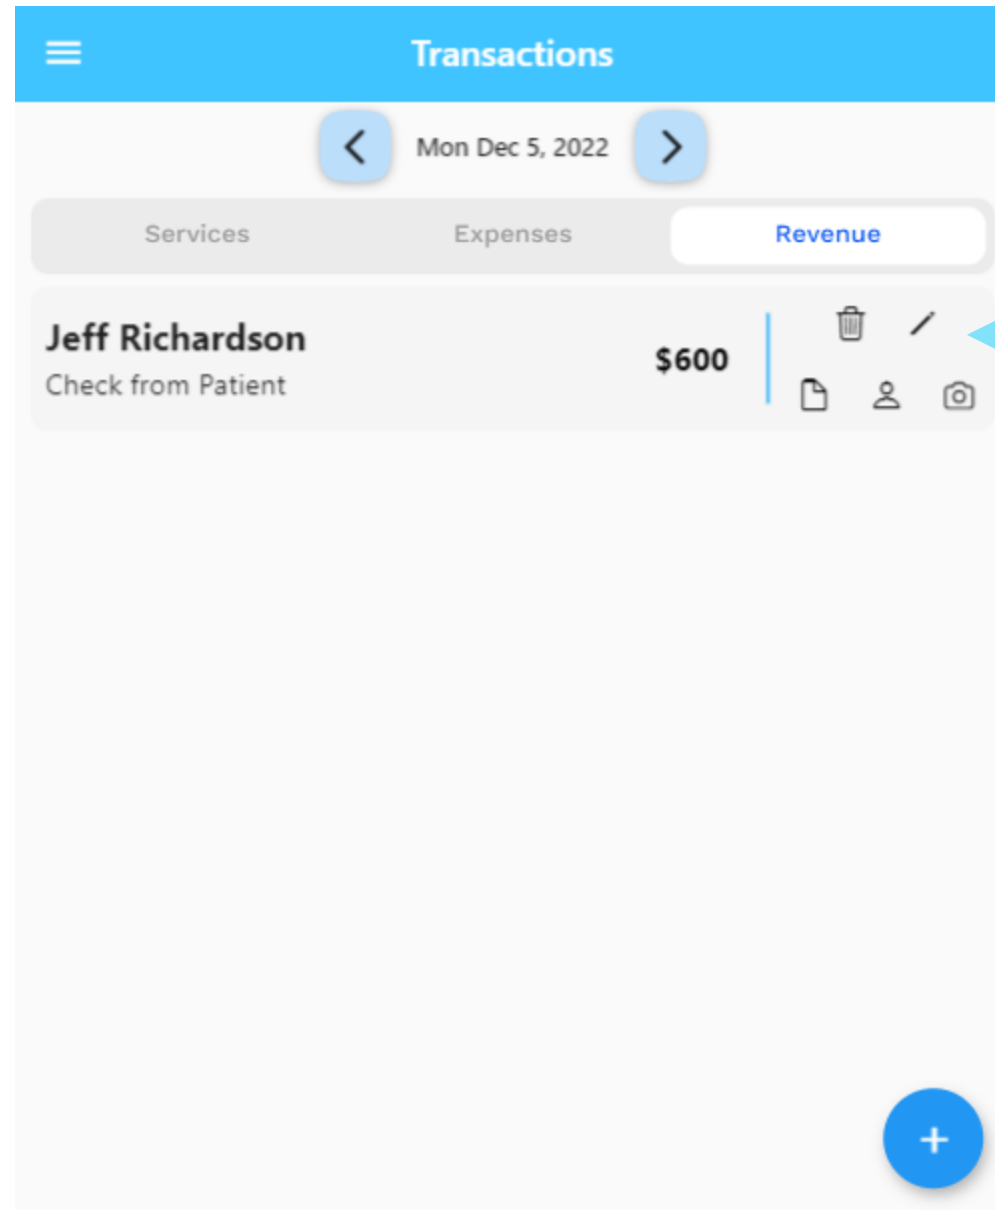 Transactions
Mon Dec 5, 2022
Services Expenses Revenue
Jeff Richardson
$600
Check from Patient